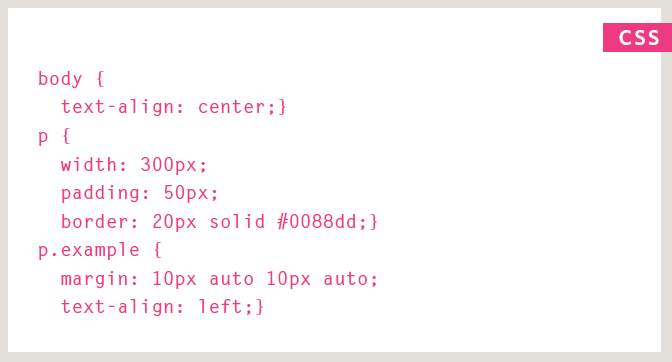 CSS
body {
  text-align: center;}
p {
  width: 300px;
  padding: 50px;
  border: 20px solid #0088dd;}
p.example {
  margin: 10px auto 10px auto;
  text-align: left;}